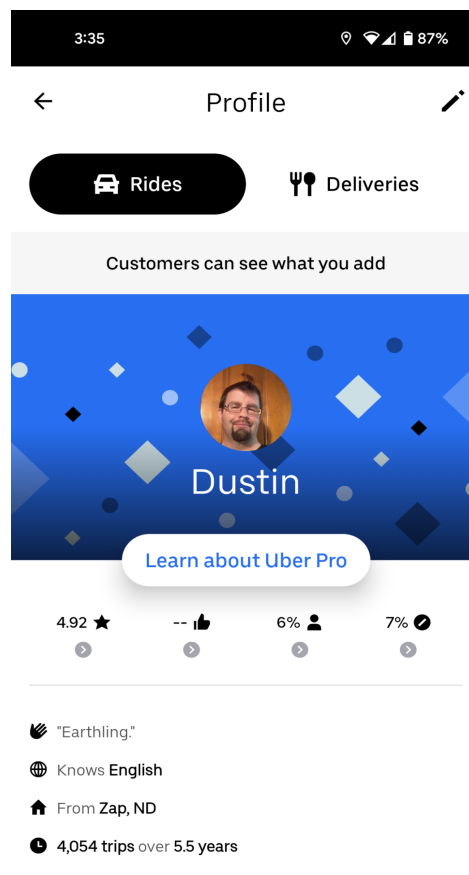 3:35 87%
Profile
Rides Deliveries
Customers can see what you add
Dustin
Learn about Uber Pro
4.92 -- 6% 7%
"Earthling."
Knows English
From Zap, ND
4,054 trips over 5.5 years